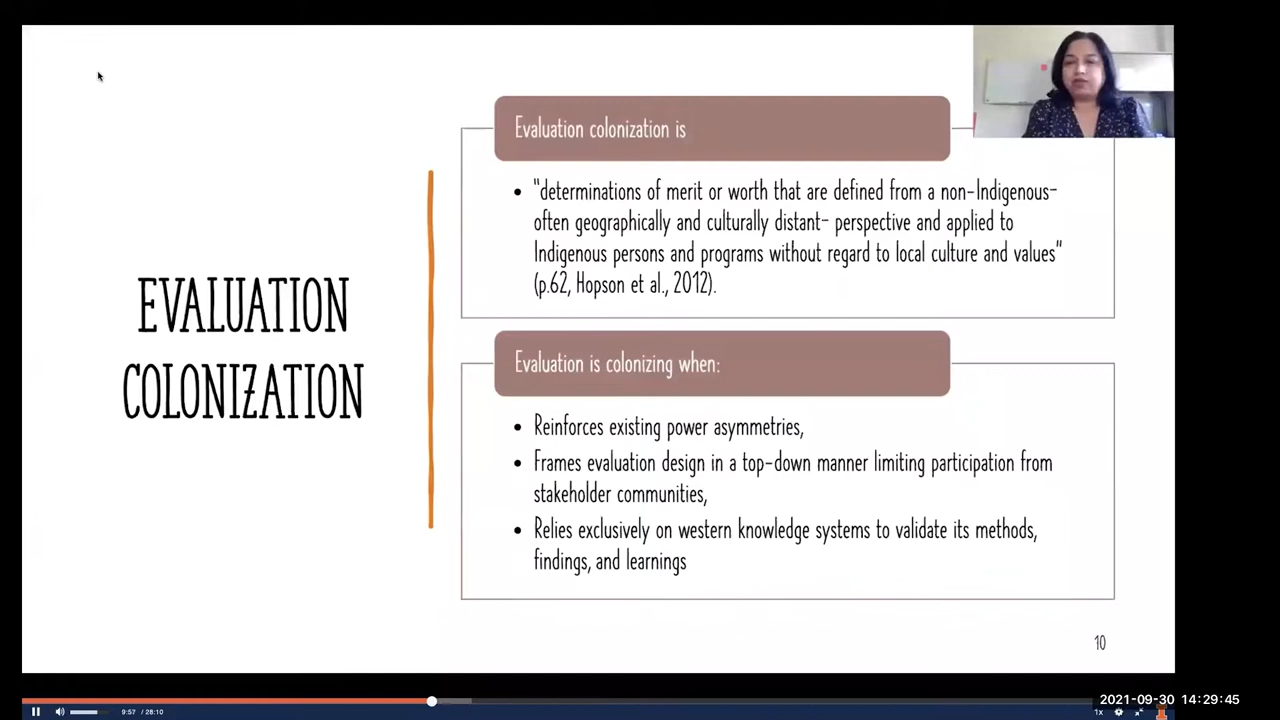 EVALUATION
COLONIZATION
Evaluation colonization is
• "determinations of merit or worth that are defined from a non-Indigenous-
often geographically and culturally distant- perspective and applied to
Indigenous persons and programs without regard to local culture and values"
(p.62, Hopson et al., 2012).
Evaluation is colonizing when:
• Reinforces existing power asymmetries,
• Frames evaluation design in a top-down manner limiting participation from
stakeholder communities,
• Relies exclusively on western knowledge systems to validate its methods,
findings, and learnings
10
2021-09-30 14:29:45
9:57 / 28:10
1x